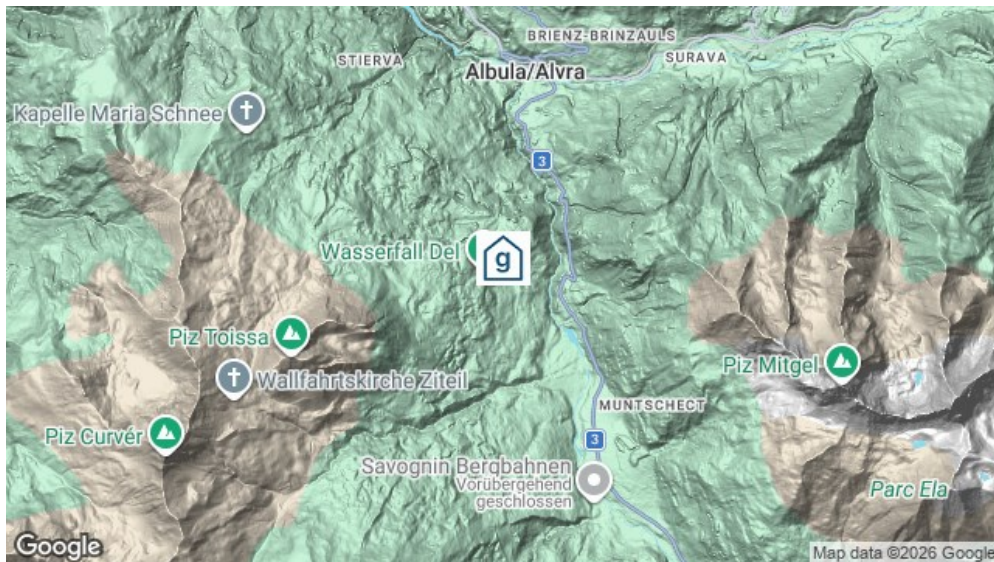 BRIENZ-BRINZAULS
STIERVA
SURAVA
Albula/Alvra
Kapelle Maria Schnee
3
Wasserfall Del
g
Piz Toissa
Piz Mitgel
Wallfahrtskirche Ziteil
MUNTSCHECT
Piz Curvér
3
Savognin Bergbahnen
Vorübergehend
geschlossen
Parc Ela
Google
Map data ©2026 Google